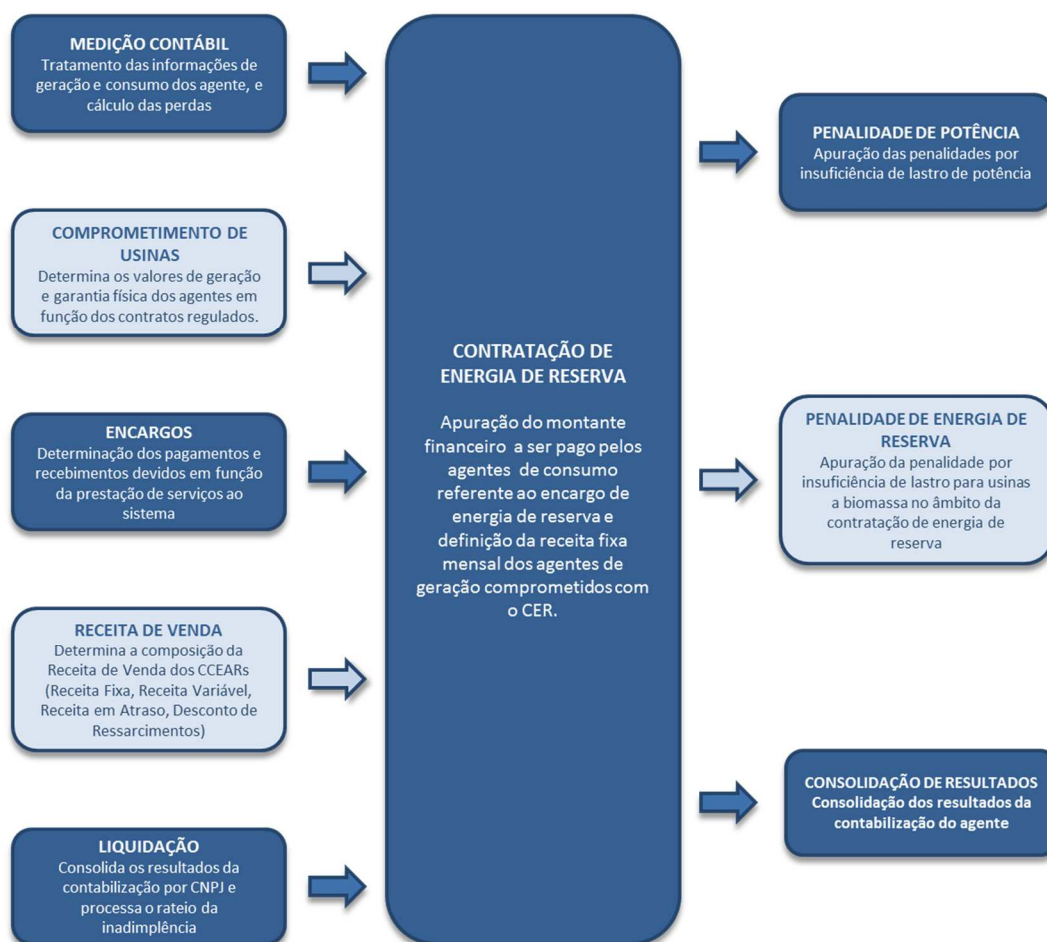 MEDIÇÃO CONTÁBIL
Tratamento das informações de
geração e consumo dos agente, e
cálculo das perdas
COMPROMETIMENTO DE
USINAS
Determina os valores de geração
e garantia física dos agentes em
função dos contratos regulados.
ENCARGOS
Determinação dos pagamentos e
recebimentos devidos em função
da prestação de serviços ao
sistema
RECEITA DE VENDA
Determina a composição da
Receita de Venda dos CCEARs
(Receita Fixa, Receita Variável,
Receita em Atraso, Desconto de
Ressarcimentos)
LIQUIDAÇÃO
Consolida os resultados da
contabilização por CNPJ e
processa o rateio da
inadimplência
CONTRATAÇÃO DE
ENERGIA DE RESERVA
Apuração do montante
financeiro a ser pago pelos
agentes de consumo
referente ao encargo de
energia de reserva e
definição da receita fixa
mensal dos agentes de
geração comprometidos com
o CER.
PENALIDADE DE POTÊNCIA
Apuração das penalidades por
insuficiência de lastro de potência
PENALIDADE DE ENERGIA DE
RESERVA
Apuração da penalidade por
insuficiência de lastro para usinas
a biomassa no âmbito da
contratação de energia de
reserva
CONSOLIDAÇÃO DE RESULTADOS
Consolidação dos resultados da
contabilização do agente